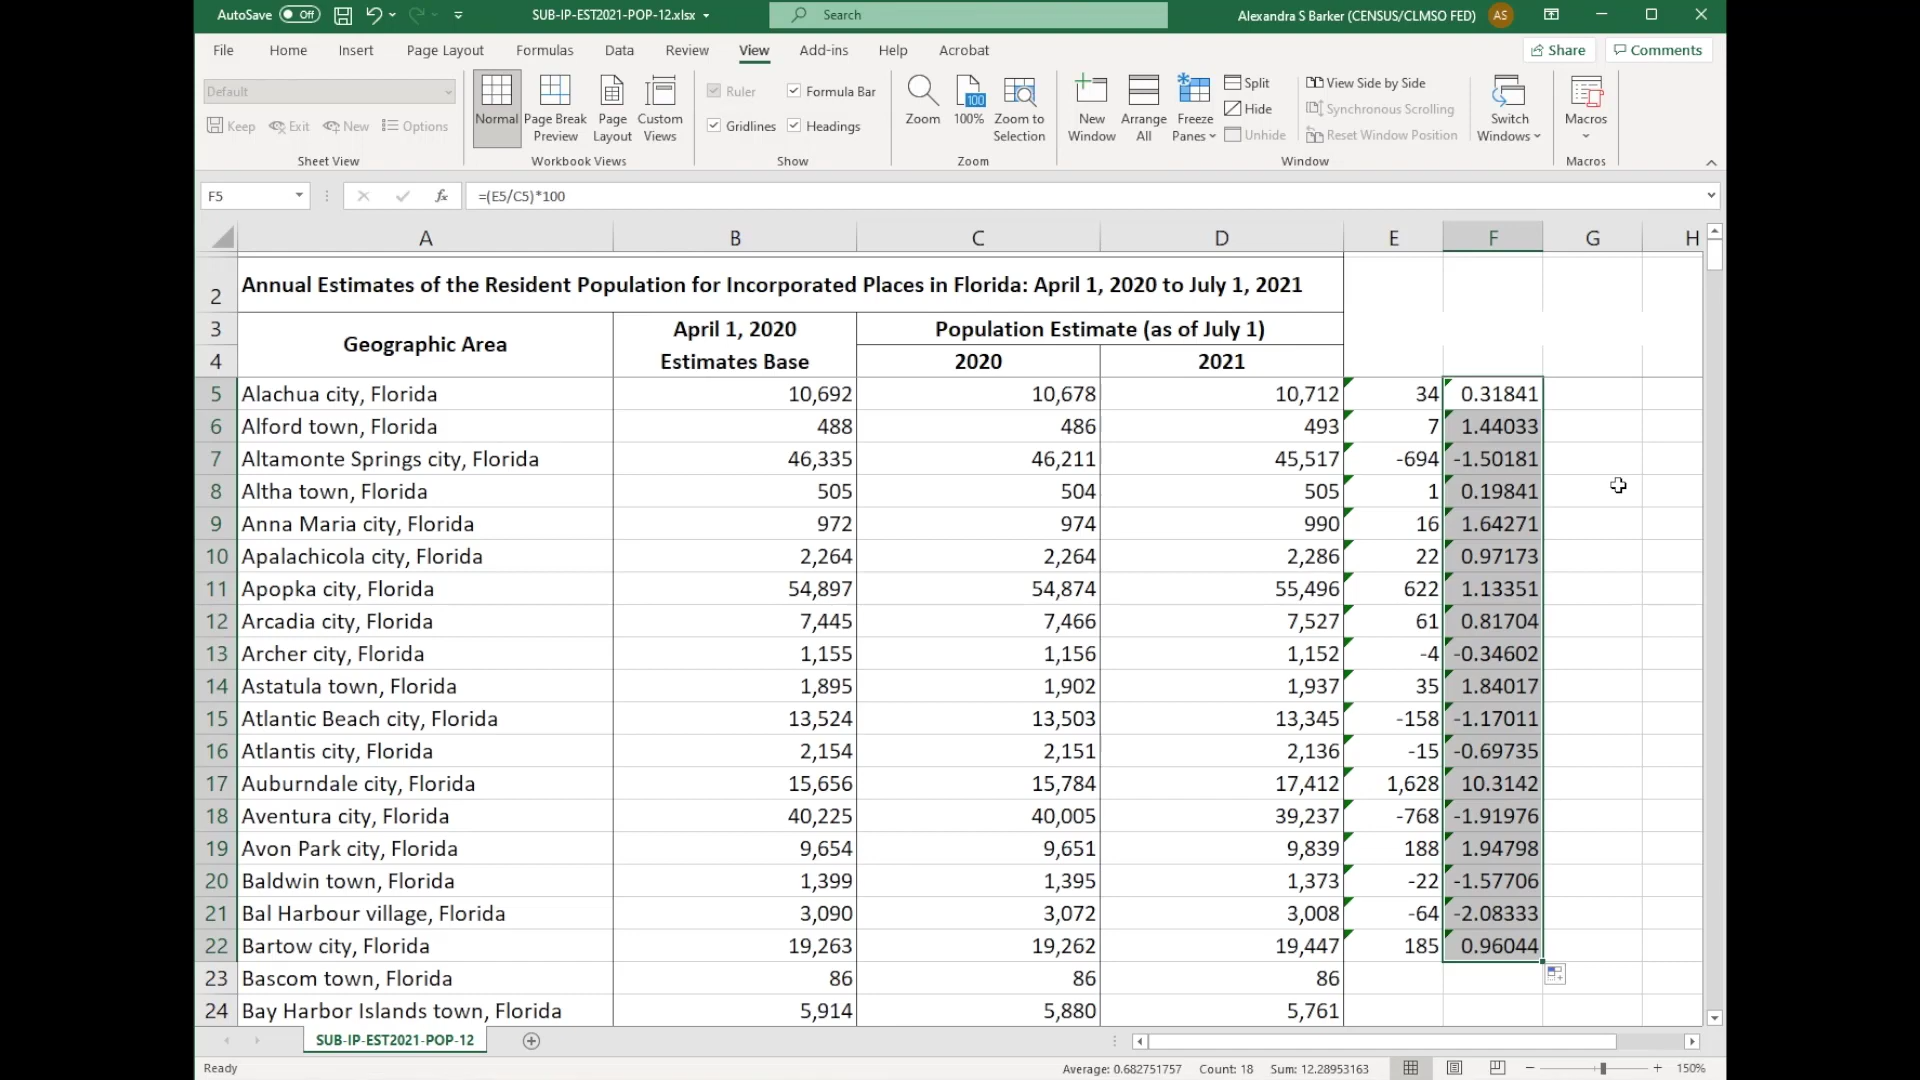 AutoSave Off SUB-IP-EST2021-POP-12.xlsx Search Alexandra S Barker (CENSUS/CLMSO FED) AS
File Home Insert Page Layout Formulas Data Review View Add-ins Help Acrobat Share Comments
Default
Keep Exit New Options
Sheet View
Normal
Page Break Preview
Page Layout
Custom Views
Workbook Views
Ruler Formula Bar
Gridlines Headings
Show
Zoom
100 100%
Zoom to Selection
Zoom
New Window
Arrange All
Freeze Panes
Split
Hide
Unhide
View Side by Side
Synchronous Scrolling
Reset Window Position
Switch Windows
Window
Macros
Macros
F5 fx =(E5/C5)*100
A B C D E F G H
2 Annual Estimates of the Resident Population for Incorporated Places in Florida: April 1, 2020 to July 1, 2021
3 Geographic Area April 1, 2020 Population Estimate (as of July 1)
4 Estimates Base 2020 2021
5 Alachua city, Florida 10,692 10,678 10,712 34 0.31841
6 Alford town, Florida 488 486 493 7 1.44033
7 Altamonte Springs city, Florida 46,335 46,211 45,517 -694 -1.50181
8 Altha town, Florida 505 504 505 1 0.19841
9 Anna Maria city, Florida 972 974 990 16 1.64271
10 Apalachicola city, Florida 2,264 2,264 2,286 22 0.97173
11 Apopka city, Florida 54,897 54,874 55,496 622 1.13351
12 Arcadia city, Florida 7,445 7,466 7,527 61 0.81704
13 Archer city, Florida 1,155 1,156 1,152 -4 -0.34602
14 Astatula town, Florida 1,895 1,902 1,937 35 1.84017
15 Atlantic Beach city, Florida 13,524 13,503 13,345 -158 -1.17011
16 Atlantis city, Florida 2,154 2,151 2,136 -15 -0.69735
17 Auburndale city, Florida 15,656 15,784 17,412 1,628 10.3142
18 Aventura city, Florida 40,225 40,005 39,237 -768 -1.91976
19 Avon Park city, Florida 9,654 9,651 9,839 188 1.94798
20 Baldwin town, Florida 1,399 1,395 1,373 -22 -1.57706
21 Bal Harbour village, Florida 3,090 3,072 3,008 -64 -2.08333
22 Bartow city, Florida 19,263 19,262 19,447 185 0.96044
23 Bascom town, Florida 86 86 86
24 Bay Harbor Islands town, Florida 5,914 5,880 5,761
SUB-IP-EST2021-POP-12
Ready Average: 0.682751757 Count: 18 Sum: 12.28953163 150%